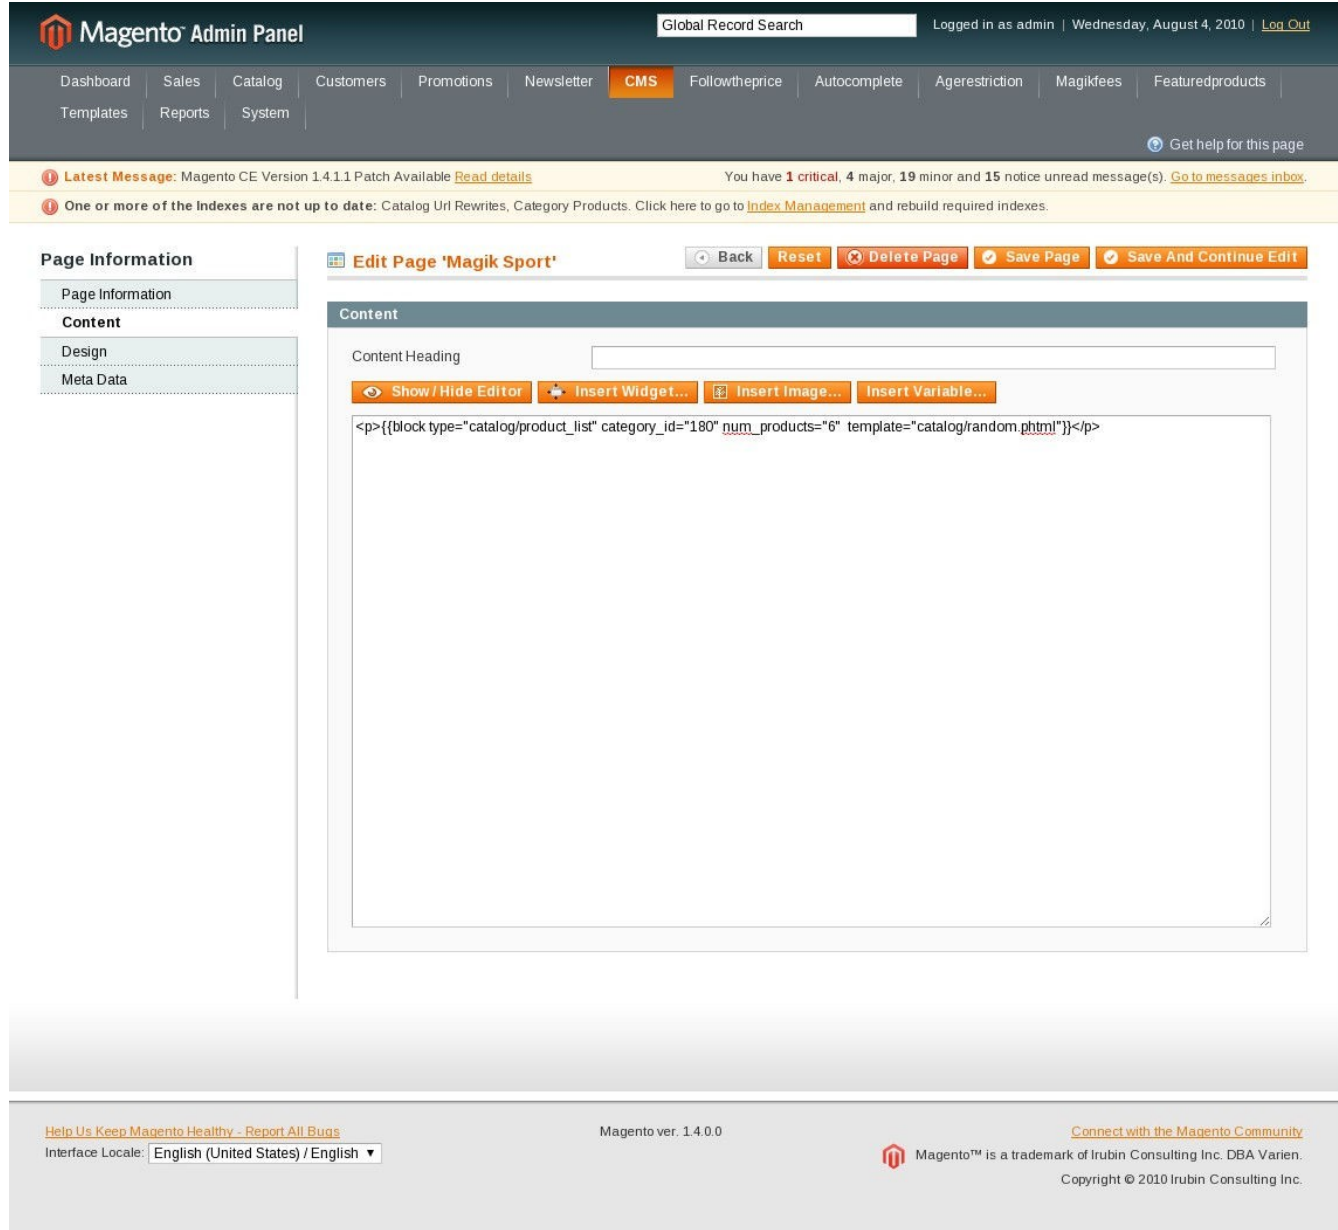 Magento Admin Panel
Global Record Search
Logged in as admin | Wednesday, August 4, 2010 | Log Out
Dashboard Sales Catalog Customers Promotions Newsletter CMS Followtheprice Autocomplete Agerestriction Magikfees Featuredproducts
Templates Reports System
Get help for this page
Latest Message: Magento CE Version 1.4.1.1 Patch Available Read details
You have 1 critical, 4 major, 19 minor and 15 notice unread message(s). Go to messages inbox.
One or more of the Indexes are not up to date: Catalog Url Rewrites, Category Products. Click here to go to Index Management and rebuild required indexes.
Page Information
Page Information
Content
Design
Meta Data
Edit Page 'Magik Sport'
Back Reset Delete Page Save Page Save And Continue Edit
Content
Content Heading
Show / Hide Editor Insert Widget... Insert Image... Insert Variable...
<p>{{block type="catalog/product_list" category_id="180" num_products="6"  template="catalog/random.phtml"}}</p>
Help Us Keep Magento Healthy - Report All Bugs
Interface Locale: English (United States) / English
Magento ver. 1.4.0.0
Connect with the Magento Community
Magento™ is a trademark of Irubin Consulting Inc. DBA Varien.
Copyright © 2010 Irubin Consulting Inc.